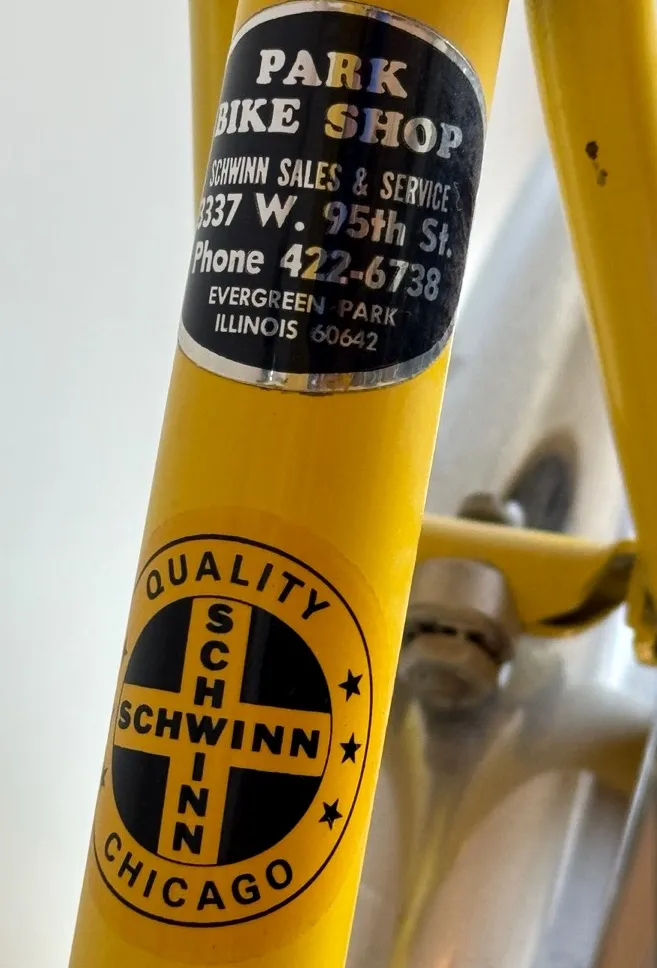 PARK
BIKE SHOP
SCHWINN SALES & SERVICE
3337 W. 95th St.
Phone 422-6738
EVERGREEN PARK
ILLINOIS 60642
QUALITY
SCHWINN
SCHWINN
CHICAGO